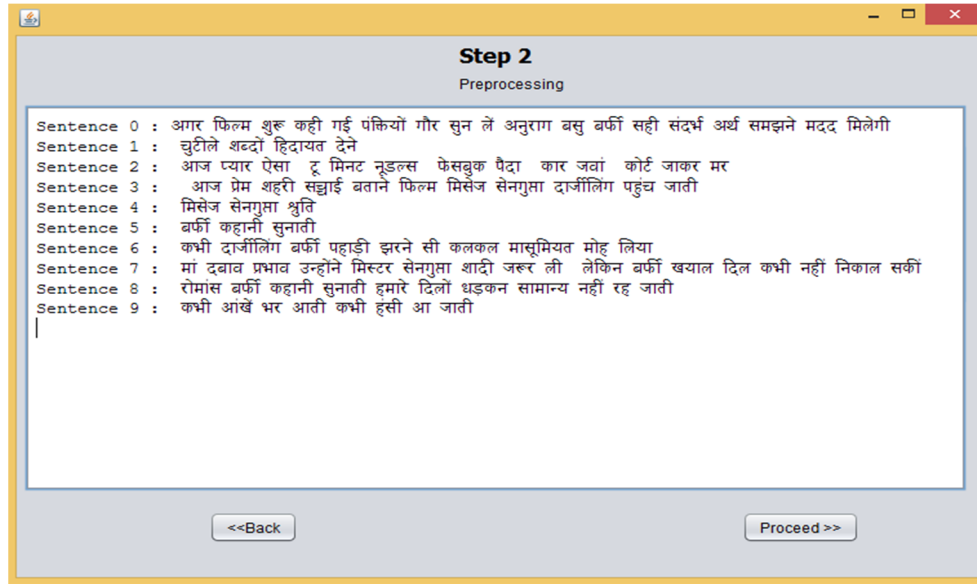 Step 2
Preprocessing
Sentence 0 : अगर फिल्म शुरू कही गई पंक्तियों गौर सुन लें अनुराग बसु बर्फी सही संदर्भ अर्थ समझने मदद मिलेगी
Sentence 1 : चुटीले शब्दों हिदायत देने
Sentence 2 : आज प्यार ऐसा टू मिनट नूडल्स फेसबुक पैदा कार जवां कोर्ट जाकर मर
Sentence 3 : आज प्रेम शहरी सच्चाई बताने फिल्म मिसेज सेनगुप्ता दार्जीलिंग पहुंच जाती
Sentence 4 : मिसेज सेनगुप्ता श्रुति
Sentence 5 : बर्फी कहानी सुनाती
Sentence 6 : कभी दार्जीलिंग बर्फी पहाड़ी झरने सी कलकल मासूमियत मोह लिया
Sentence 7 : मां दबाव प्रभाव उन्होंने मिस्टर सेनगुप्ता शादी जरूर ली लेकिन बर्फी खयाल दिल कभी नहीं निकाल सकीं
Sentence 8 : रोमांस बर्फी कहानी सुनाती हमारे दिलों धड़कन सामान्य नहीं रह जाती
Sentence 9 : कभी आंखें भर आती कभी हंसी आ जाती
<<Back
Proceed >>